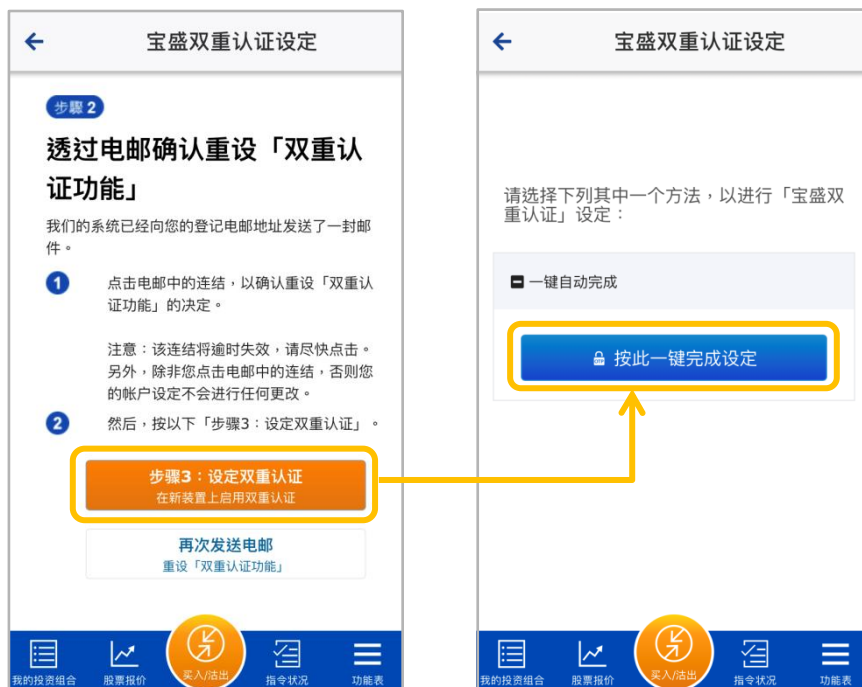 宝盛双重认证设定
步骤 2
透过电邮确认重设「双重认
证功能」
我们的系统已经向您的登记电邮地址发送了一封邮
件。
1
点击电邮中的连结，以确认重设「双重认
证功能」的决定。
注意：该连结将逾时失效，请尽快点击。
另外，除非您点击电邮中的连结，否则您
的帐户设定不会进行任何更改。
2
然后，按以下「步骤3：设定双重认证」。
步骤3：设定双重认证
在新装置上启用双重认证
再次发送电邮
重设「双重认证功能」
我的投资组合
股票报价
买入/沽出
指令状况
功能表
宝盛双重认证设定
请选择下列其中一个方法，以进行「宝盛双
重认证」设定：
一键自动完成
按此一键完成设定
我的投资组合
股票报价
买入/沽出
指令状况
功能表